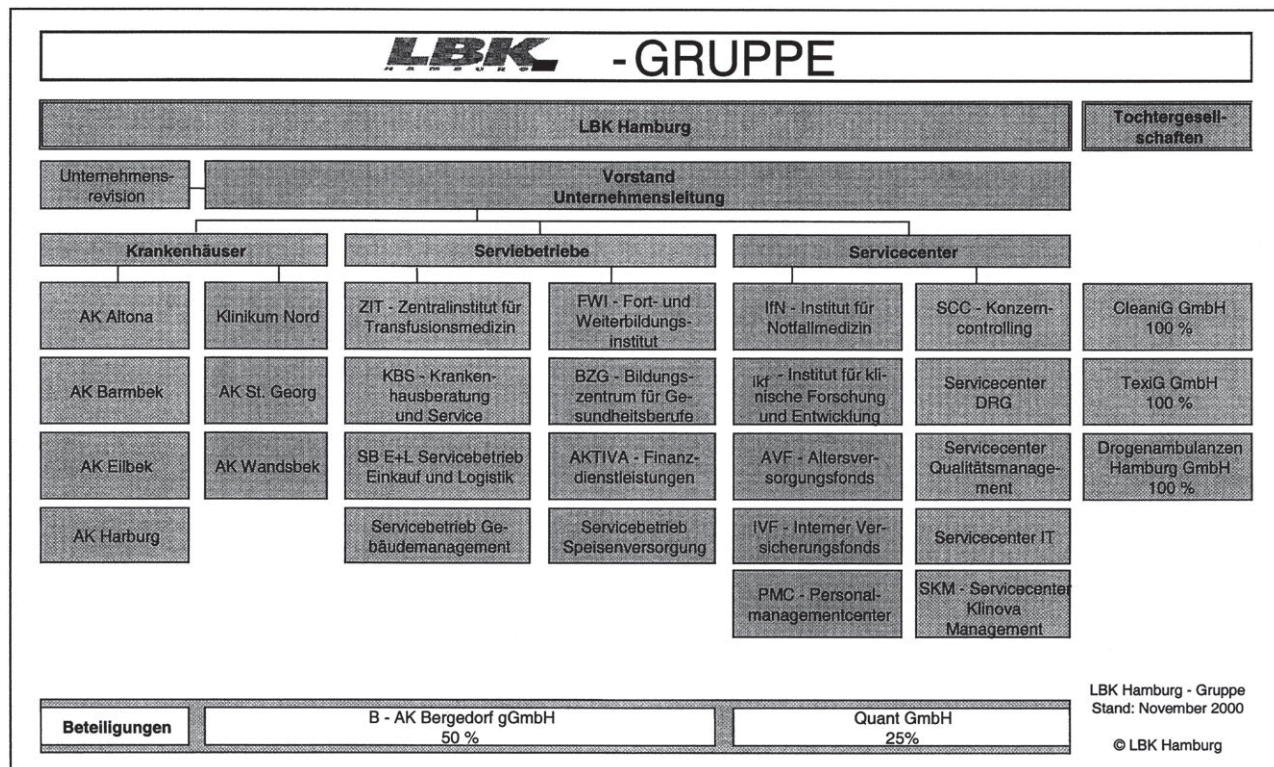 LBK -GRUPPE
HAMBURG
LBK Hamburg
Tochtergesell-
schaften
Unternehmens-
revision
Vorstand
Unternehmensleitung
Krankenhäuser
Serviebetriebe
Servicecenter
AK Altona
Klinikum Nord
ZIT - Zentralinstitut für
Transfusionsmedizin
FWI - Fort- und
Weiterbildungs-
institut
IfN - Institut für
Notfallmedizin
SCC - Konzern-
controlling
CleaniG GmbH
100 %
AK Barmbek
AK St. Georg
KBS - Kranken-
hausberatung
und Service
BZG - Bildungs-
zentrum für Ge-
sundheitsberufe
ikf - Institut für kli-
nische Forschung
und Entwicklung
Servicecenter
DRG
TexiG GmbH
100 %
AK Eilbek
AK Wandsbek
SB E+L Servicebetrieb
Einkauf und Logistik
AKTIVA - Finanz-
dienstleistungen
AVF - Altersver-
sorgungsfonds
Servicecenter
Qualitätsmanage-
ment
Drogenambulanzen
Hamburg GmbH
100 %
AK Harburg
Servicebetrieb Ge-
bäudemanagement
Servicebetrieb
Speisenversorgung
IVF - Interner Ver-
sicherungsfonds
Servicecenter IT
PMC - Personal-
managementcenter
SKM - Servicecenter
Klinova
Management
Beteiligungen
B - AK Bergedorf gGmbH
50 %
Quant GmbH
25%
LBK Hamburg - Gruppe
Stand: November 2000
© LBK Hamburg